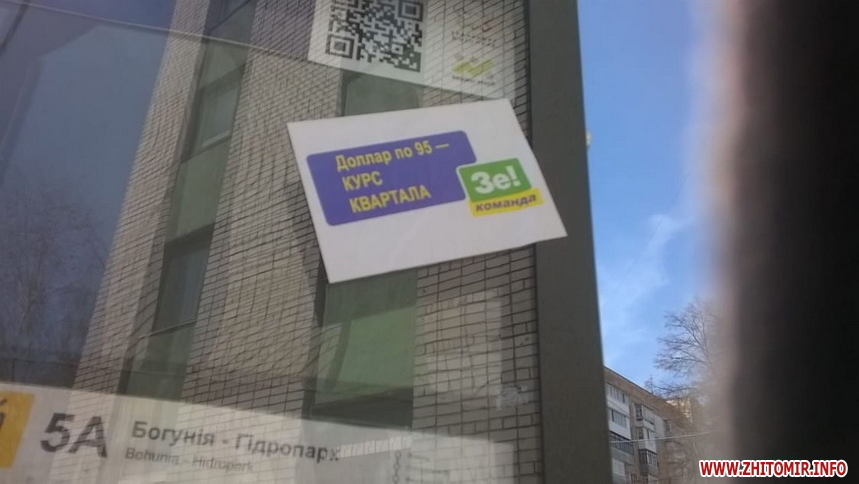 Доллар по 95 —
КУРС
КВАРТАЛА
Зе!
команда
5А Богунія - Гідропарк
Bohunia - Hidropark
WWW.ZHITOMIR.INFO